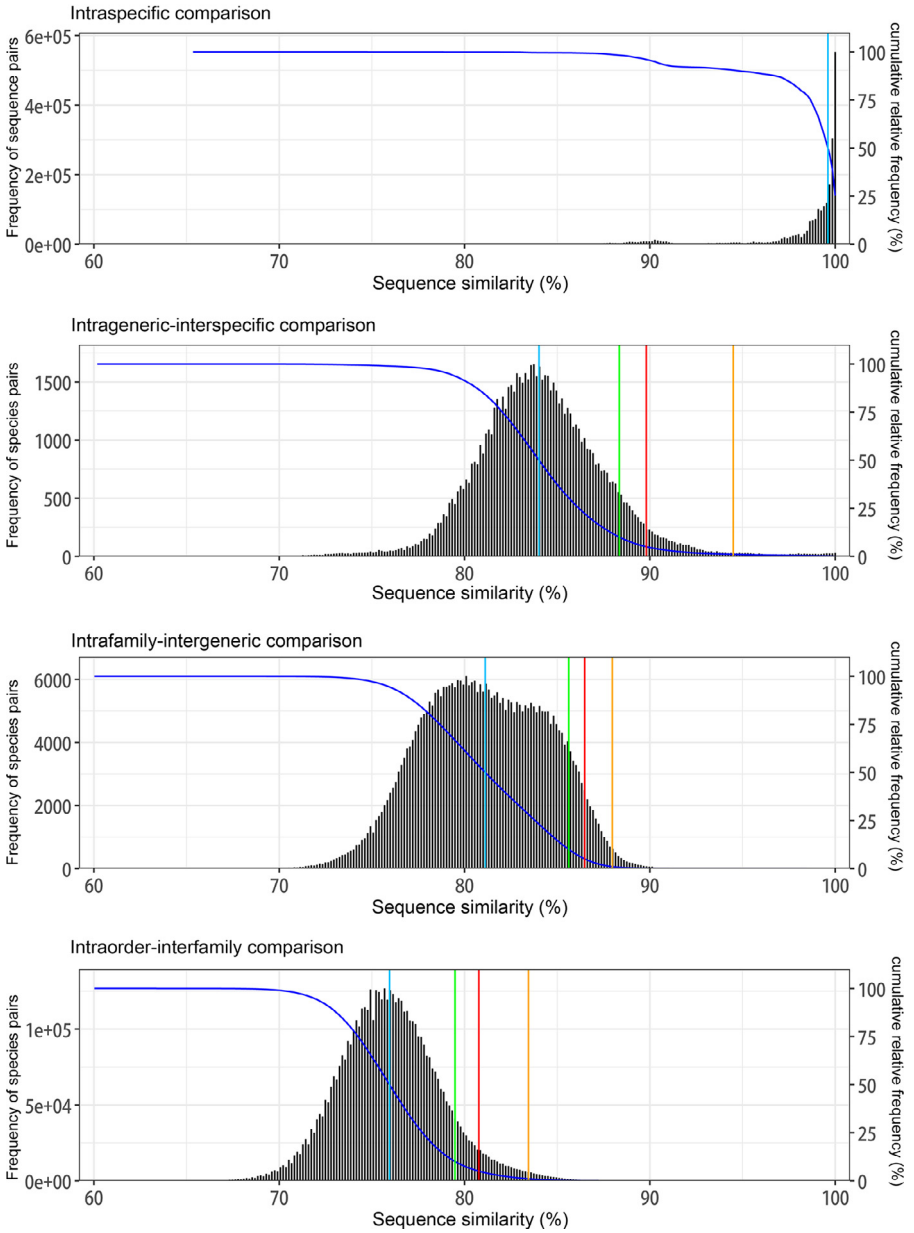 Intraspecific comparison
Frequency of sequence pairs
6e+05
4e+05
2e+05
0e+00
100
75
50
25
0
cumulative relative frequency (%)
60 70 80 90 100
Sequence similarity (%)
Intrageneric-interspecific comparison
Frequency of species pairs
1500
1000
500
0
100
75
50
25
0
cumulative relative frequency (%)
60 70 80 90 100
Sequence similarity (%)
Intrafamily-intergeneric comparison
Frequency of species pairs
6000
4000
2000
0
100
75
50
25
0
cumulative relative frequency (%)
60 70 80 90 100
Sequence similarity (%)
Intraorder-interfamily comparison
Frequency of species pairs
1e+05
5e+04
0e+00
100
75
50
25
0
cumulative relative frequency (%)
60 70 80 90 100
Sequence similarity (%)